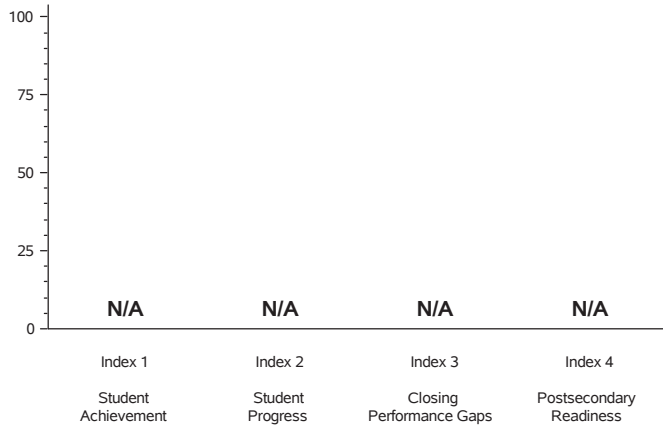 100
75
50
25
0
N/A N/A N/A N/A
Index 1 Index 2 Index 3 Index 4
Student Student Closing Postsecondary
Achievement Progress Performance Gaps Readiness